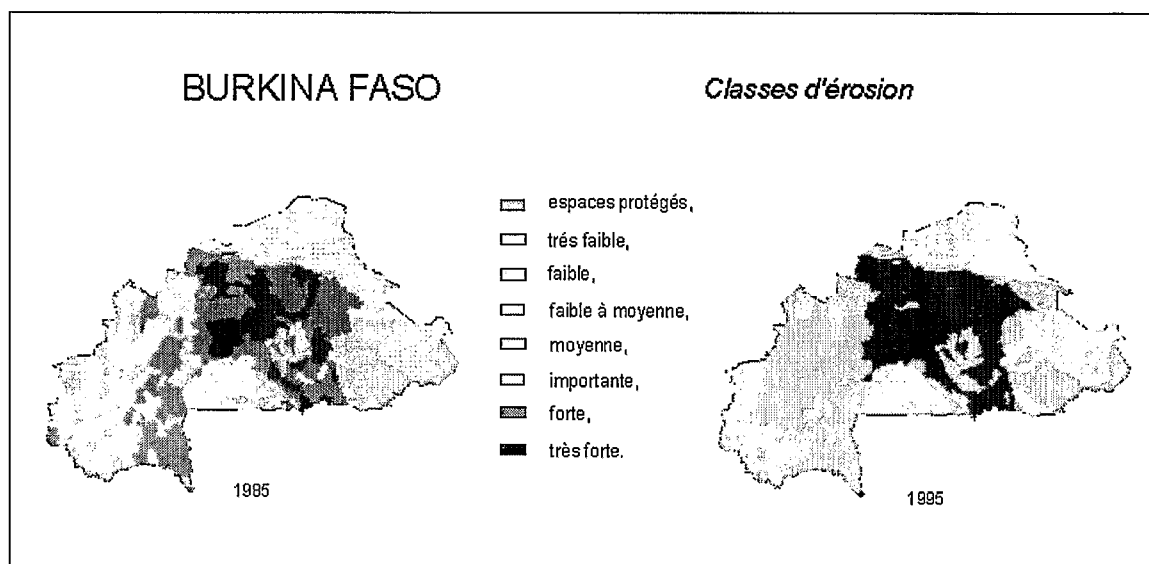 BURKINA FASO
Classes d'érosion
espaces protégés,
trés faible,
faible,
faible à moyenne,
moyenne,
importante,
forte,
très forte.
1985
1995